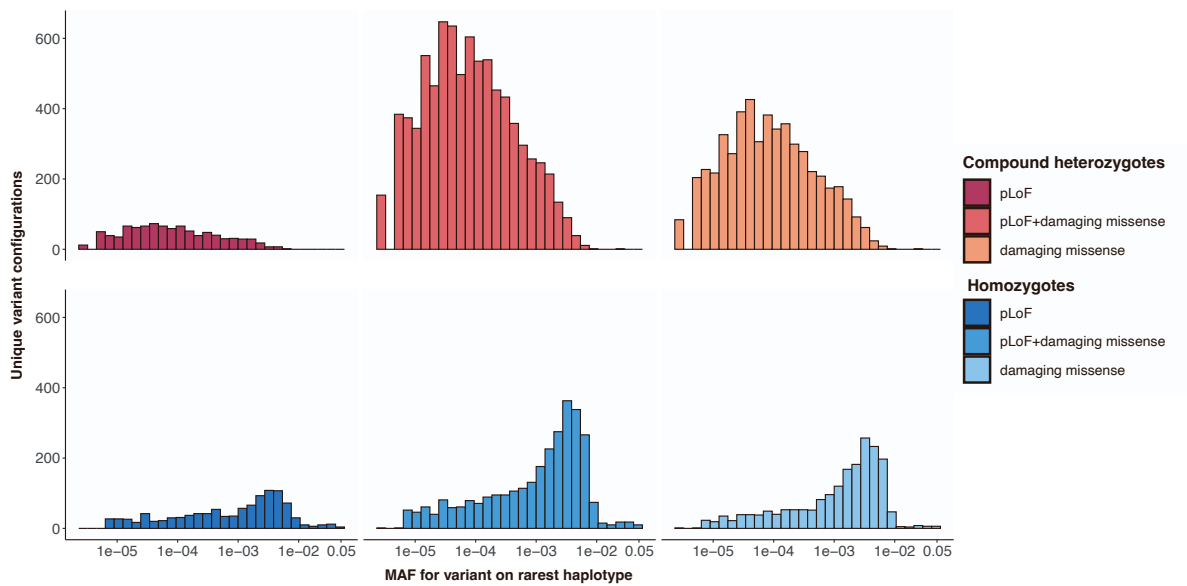 Unique variant configurations
600
400
200
0
600
400
200
0
1e−05 1e−04 1e−03 1e−02 0.05
1e−05 1e−04 1e−03 1e−02 0.05
1e−05 1e−04 1e−03 1e−02 0.05
MAF for variant on rarest haplotype
Compound heterozygotes
pLoF
pLoF+damaging missense
damaging missense
Homozygotes
pLoF
pLoF+damaging missense
damaging missense